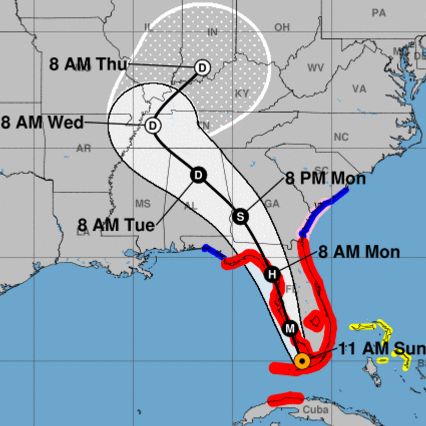 PA
IL
IN
OH
8 AM Thu
D
WV
VA
KY
8 AM Wed
D
TN
NC
AR
D
8 PM Mon
SC
MS
AL
S
GA
8 AM Tue
LA
8 AM Mon
H
FL
M
11 AM Sun
Cuba